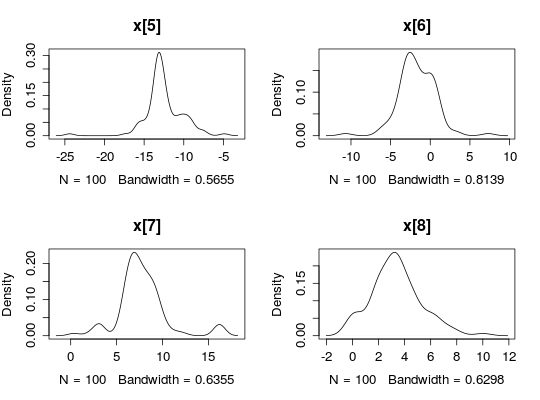 x[5]
Density
0.00 0.15 0.30
-25 -20 -15 -10 -5
N = 100 Bandwidth = 0.5655
x[6]
Density
0.00 0.10
-10 -5 0 5 10
N = 100 Bandwidth = 0.8139
x[7]
Density
0.00 0.10 0.20
0 5 10 15
N = 100 Bandwidth = 0.6355
x[8]
Density
0.00 0.15
-2 0 2 4 6 8 10 12
N = 100 Bandwidth = 0.6298